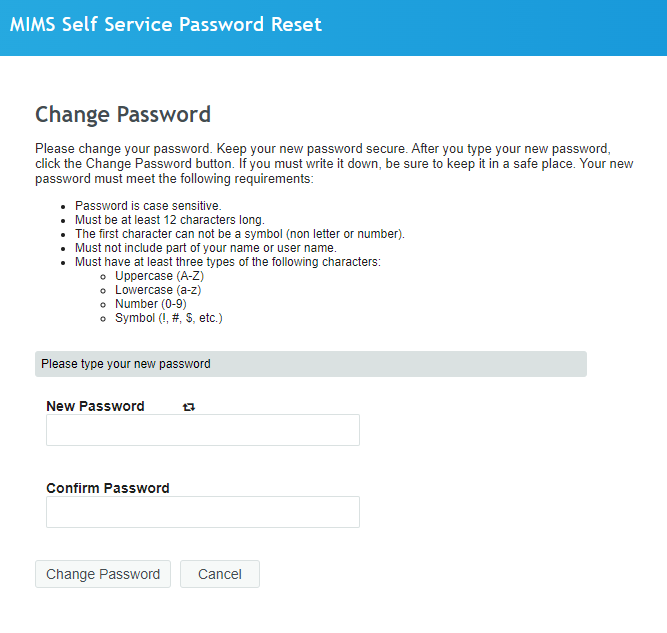 MIMS Self Service Password Reset
Change Password
Please change your password. Keep your new password secure. After you type your new password,
click the Change Password button. If you must write it down, be sure to keep it in a safe place. Your new
password must meet the following requirements:
Password is case sensitive.
Must be at least 12 characters long.
The first character can not be a symbol (non letter or number).
Must not include part of your name or user name.
Must have at least three types of the following characters:
Uppercase (A-Z)
Lowercase (a-z)
Number (0-9)
Symbol (!, #, $, etc.)
Please type your new password
New Password
Confirm Password
Change Password Cancel